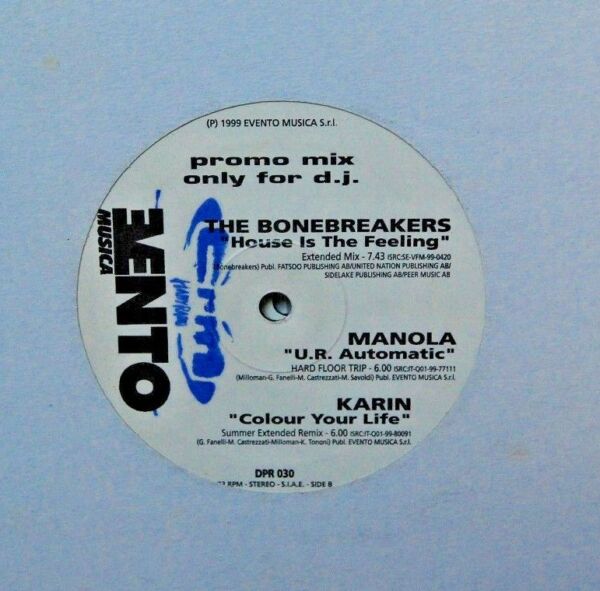 (P) 1999 EVENTO MUSICA S.r.l.
promo mix
only for d.j.
EVENTO
MUSICA
THE BONEBREAKERS
"House Is The Feeling"
Extended Mix - 7.43 ISRC:SE-VFM-99-0420
(Bonebreakers) Publ. FATSOO PUBLISHING AB/UNITED NATION PUBLISHING AB/
SIDELAKE PUBLISHING AB/PEER MUSIC AB
MANOLA
"U.R. Automatic"
HARD FLOOR TRIP - 6.00 ISRC:IT-Q01-99-77111
(Milloman-G. Fanelli-M. Castrezzati-M. Savoldi) Publ. EVENTO MUSICA S.r.l.
KARIN
"Colour Your Life"
Summer Extended Remix - 6.00 ISRC:IT-Q01-99-80091
(G. Fanelli-M. Castrezzati-Milloman-K. Tononi) Publ. EVENTO MUSICA S.r.l.
DPR 030
RPM - STEREO - S.I.A.E. - SIDE B